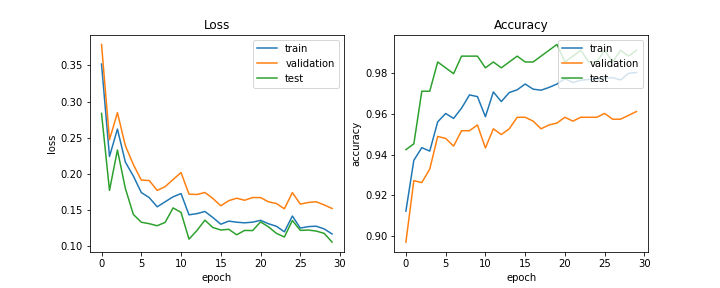 Loss
Accuracy
train
validation
test
train
validation
test
0.35
0.30
0.25
0.20
0.15
0.10
0.98
0.96
0.94
0.92
0.90
loss
accuracy
0 5 10 15 20 25 30
0 5 10 15 20 25 30
epoch
epoch